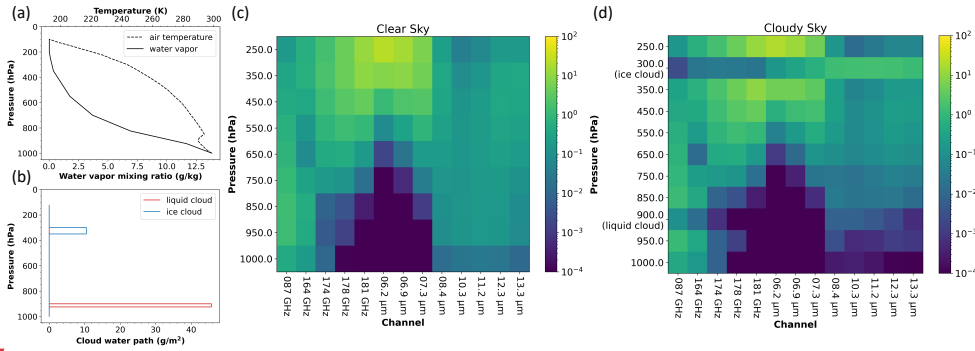 (a)
Temperature (K)
200 220 240 260 280 300
0
200
400
600
800
1000
Pressure (hPa)
air temperature
water vapor
0.0 2.5 5.0 7.5 10.0 12.5
Water vapor mixing ratio (g/kg)
(b)
0
200
400
600
800
1000
Pressure (hPa)
liquid cloud
ice cloud
0 10 20 30 40
Cloud water path (g/m²)
(c)
Clear Sky
250.0
350.0
450.0
550.0
650.0
750.0
850.0
950.0
1000.0
Pressure (hPa)
087 GHz
164 GHz
174 GHz
178 GHz
181 GHz
06.2 μm
06.9 μm
07.3 μm
08.4 μm
10.3 μm
11.2 μm
12.3 μm
13.3 μm
Channel
10²
10¹
10⁰
10⁻¹
10⁻²
10⁻³
10⁻⁴
(d)
Cloudy Sky
250.0
300.0
(ice cloud)
350.0
450.0
550.0
650.0
750.0
850.0
900.0
(liquid cloud)
950.0
1000.0
Pressure (hPa)
087 GHz
164 GHz
174 GHz
178 GHz
181 GHz
06.2 μm
06.9 μm
07.3 μm
08.4 μm
10.3 μm
11.2 μm
12.3 μm
13.3 μm
Channel
10²
10¹
10⁰
10⁻¹
10⁻²
10⁻³
10⁻⁴